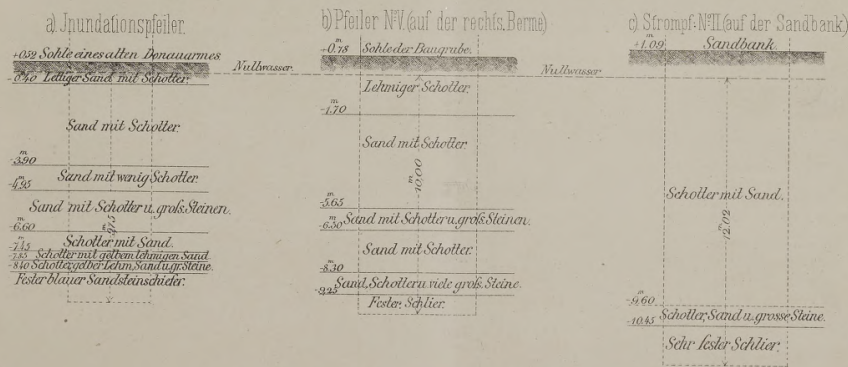 a) Jnundationspfeiler.
+0.59 Sohle eines alten Donauarmes
Nullwasser.
-0.40 Lettiger Sand mit Schotter.
Sand mit Schotter.
-3.90
Sand mit wenig Schotter.
-4.95
Sand mit Schotter u. groß. Steinen.
-6.60
Schotter mit Sand.
-7.45
-7.85 Schotter mit gelbem lehmigen Sand
-8.40 Schotter, gelber Lehm, Sand u. gr. Steine.
Fester blauer Sandsteinschiefer.
b) Pfeiler No V. (auf der rechts. Berme)
-0.78 Sohle der Baugrube.
Lehmiger Schotter.
-1.70
Sand mit Schotter.
10.00
-5.65
Sand mit Schotter u. groß. Steinen.
-6.30
Sand mit Schotter.
-8.30
Sand, Schotter u. viele groß. Steine.
-9.25
Fester Schlier.
Nullwasser
c) Strompf. No II. (auf der Sandbank)
+1.09 Sandbank.
Schotter mit Sand.
12.02
-9.60
Schotter, Sand u. grosse Steine.
-10.45
Sehr fester Schlier.